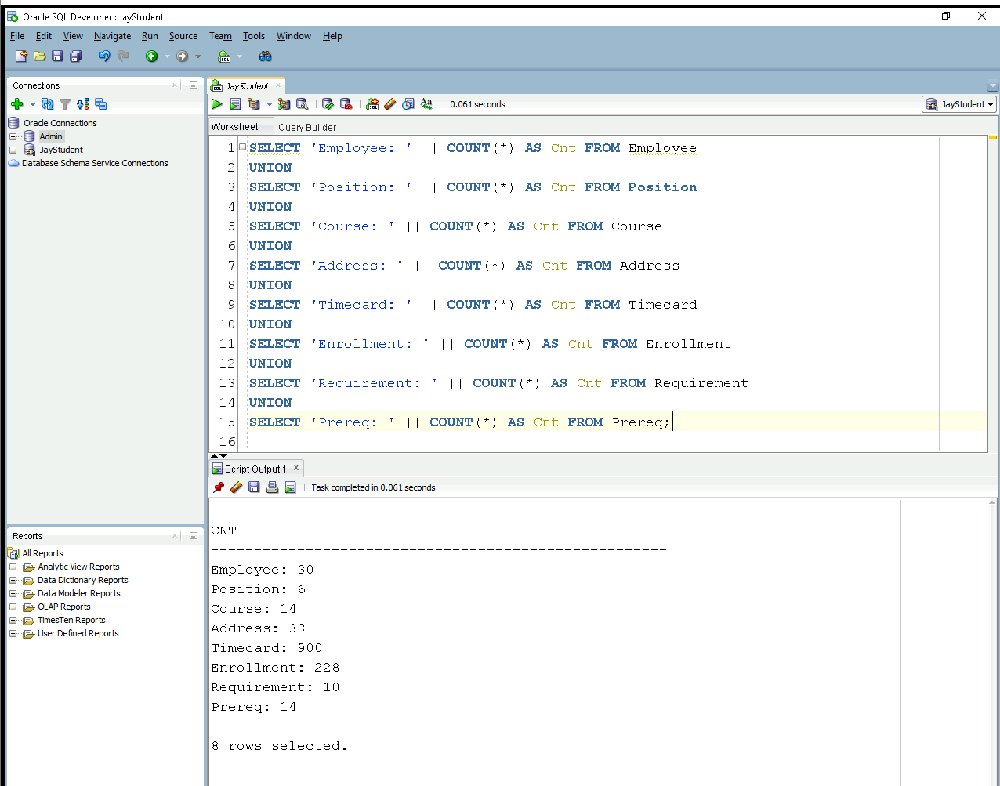 Oracle SQL Developer : JayStudent
File Edit View Navigate Run Source Team Tools Window Help
Connections
Oracle Connections
Admin
JayStudent
Database Schema Service Connections
Reports
All Reports
Analytic View Reports
Data Dictionary Reports
Data Modeler Reports
OLAP Reports
TimesTen Reports
User Defined Reports
JayStudent
SQL
0.061 seconds
JayStudent
Worksheet Query Builder
1 SELECT 'Employee: ' || COUNT(*) AS Cnt FROM Employee
2 UNION
3 SELECT 'Position: ' || COUNT(*) AS Cnt FROM Position
4 UNION
5 SELECT 'Course: ' || COUNT(*) AS Cnt FROM Course
6 UNION
7 SELECT 'Address: ' || COUNT(*) AS Cnt FROM Address
8 UNION
9 SELECT 'Timecard: ' || COUNT(*) AS Cnt FROM Timecard
10 UNION
11 SELECT 'Enrollment: ' || COUNT(*) AS Cnt FROM Enrollment
12 UNION
13 SELECT 'Requirement: ' || COUNT(*) AS Cnt FROM Requirement
14 UNION
15 SELECT 'Prereq: ' || COUNT(*) AS Cnt FROM Prereq;
16
Script Output 1 x
Task completed in 0.061 seconds
CNT
-----------------------------------------------------
Employee: 30
Position: 6
Course: 14
Address: 33
Timecard: 900
Enrollment: 228
Requirement: 10
Prereq: 14
8 rows selected.